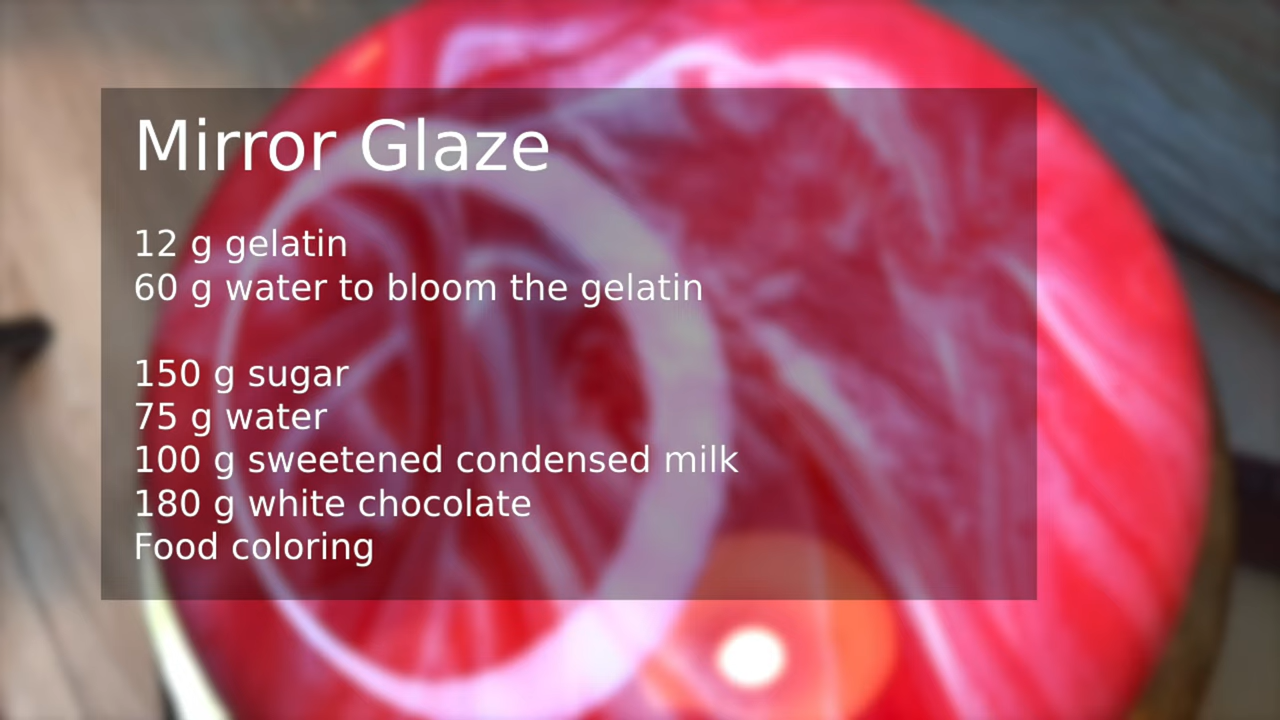 Mirror Glaze
12 g gelatin
60 g water to bloom the gelatin
150 g sugar
75 g water
100 g sweetened condensed milk
180 g white chocolate
Food coloring